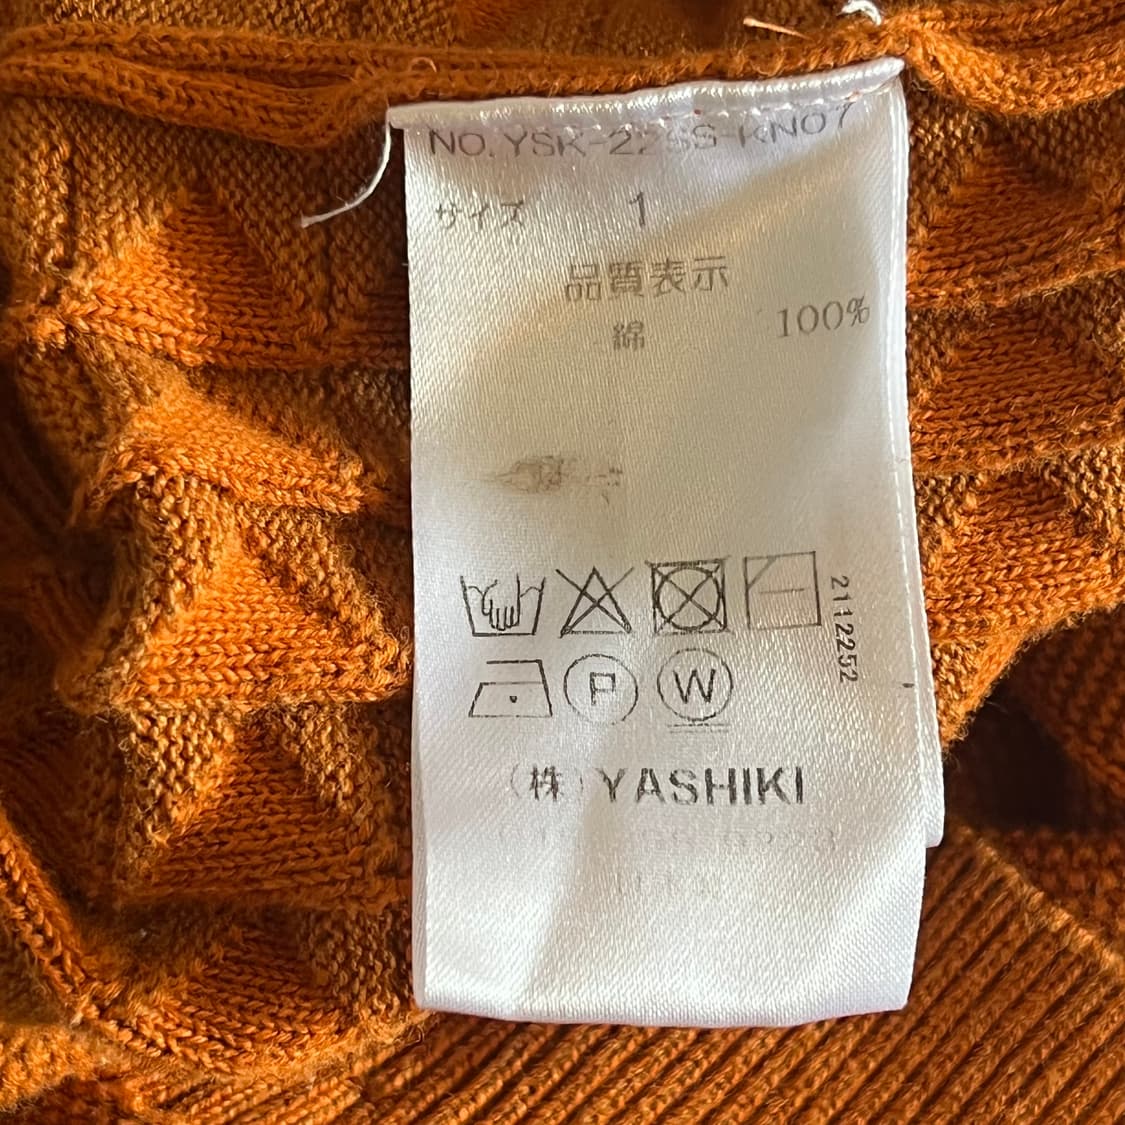 NO. YSK-22SS-KN07
サイズ 1
品質表示
綿 100%
2112252
P W
(株) YASHIKI